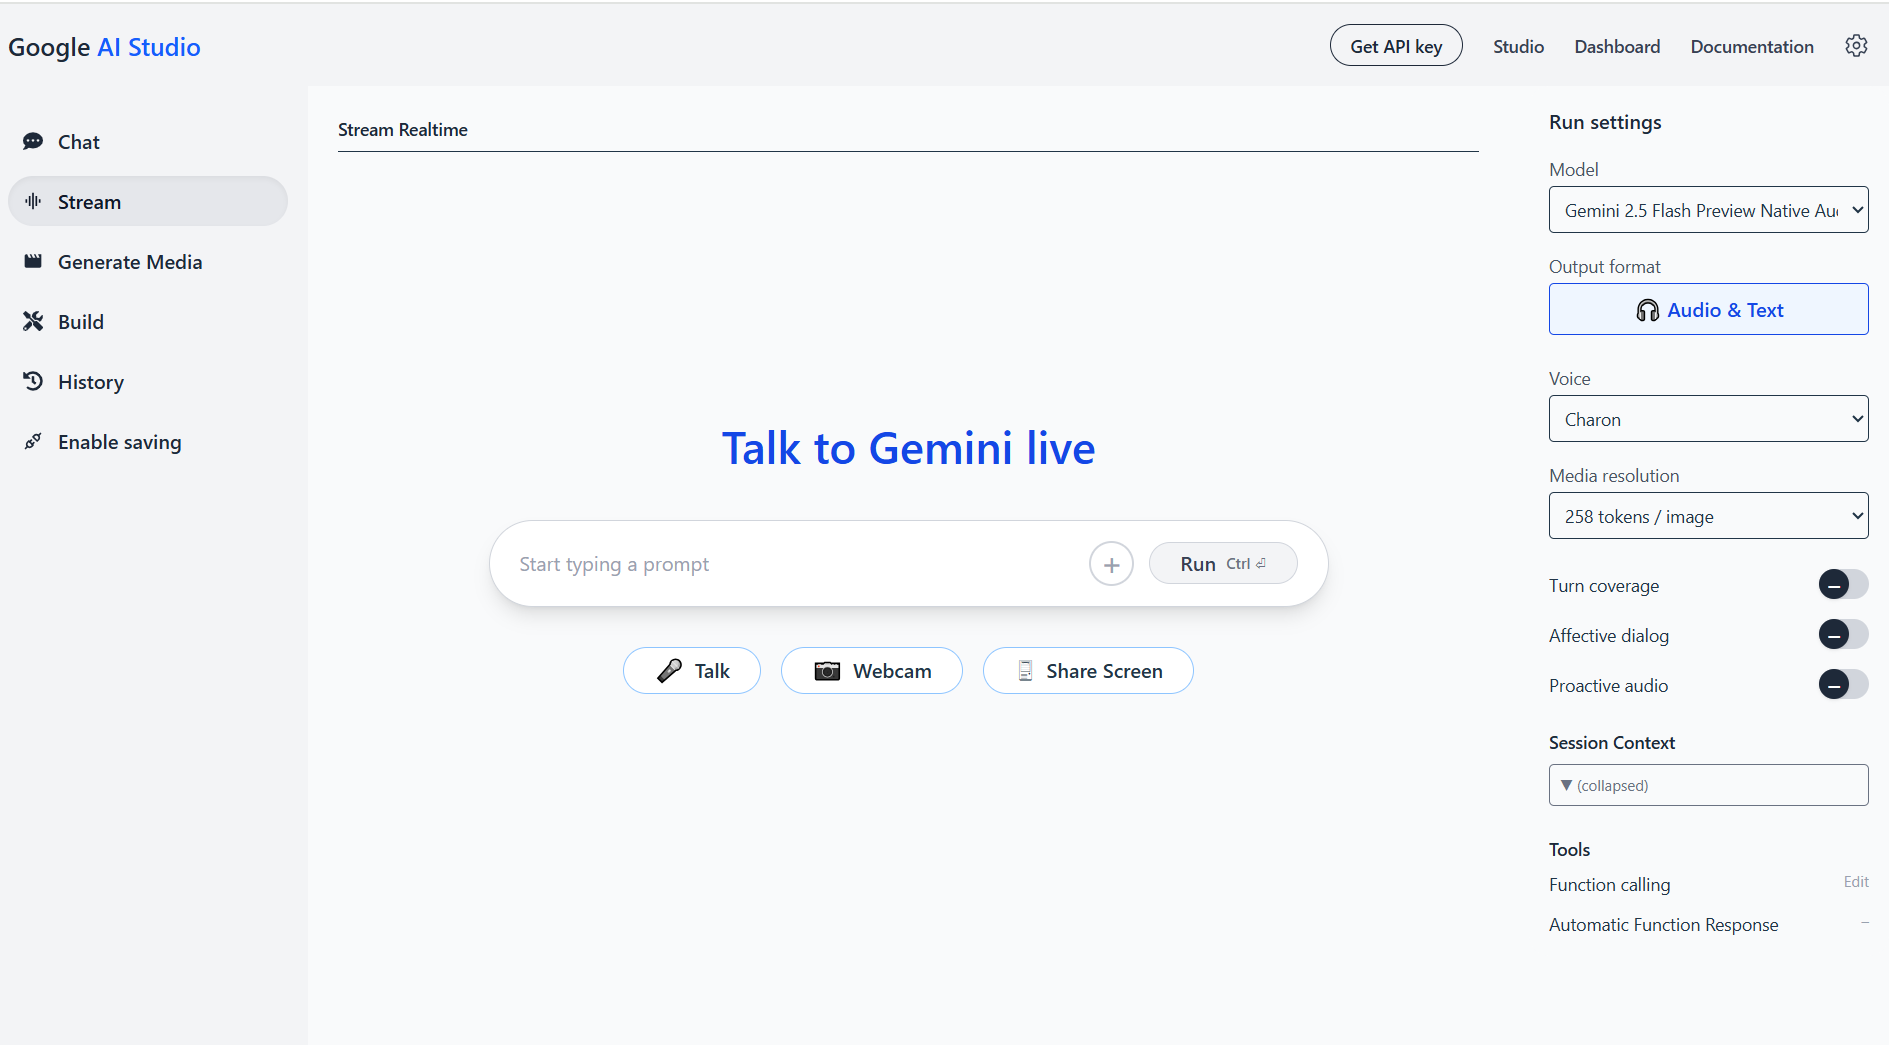 Google AI Studio
Get API key
Studio
Dashboard
Documentation
Chat
Stream
Generate Media
Build
History
Enable saving
Stream Realtime
Talk to Gemini live
Start typing a prompt
+
Run Ctrl ⏎
Talk
Webcam
Share Screen
Run settings
Model
Gemini 2.5 Flash Preview Native Au
Output format
Audio & Text
Voice
Charon
Media resolution
258 tokens / image
Turn coverage
Affective dialog
Proactive audio
Session Context
▼ (collapsed)
Tools
Function calling
Edit
Automatic Function Response
–